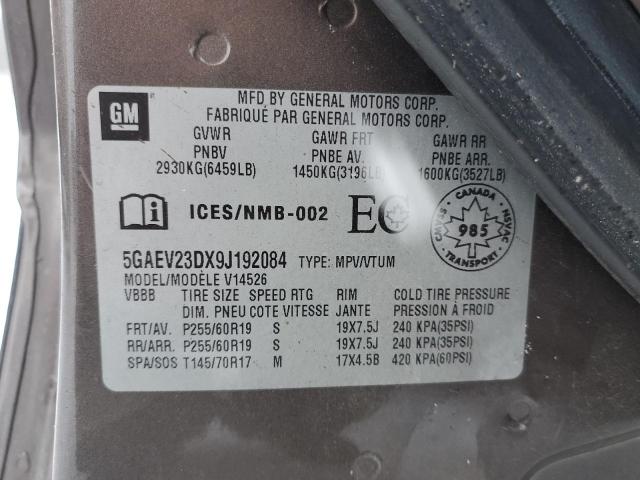 GM
MFD BY GENERAL MOTORS CORP.
FABRIQUÉ PAR GENERAL MOTORS CORP.
GVWR GAWR FRT GAWR RR
PNBV PNBE AV. PNBE ARR.
2930KG(6459LB) 1450KG(3196LB) 1600KG(3527LB)
ICES/NMB-002 EC
CANADA
CMVSS 985 NSVAC
5GAEV23DX9J192084 TYPE: MPV/VTUM
MODEL/MODÈLE V14526
VBBB TIRE SIZE SPEED RTG RIM COLD TIRE PRESSURE
DIM. PNEU COTE VITESSE JANTE PRESSION À FROID
FRT/AV. P255/60R19 S 19X7.5J 240 KPA(35PSI)
RR/ARR. P255/60R19 S 19X7.5J 240 KPA(35PSI)
SPA/SOS T145/70R17 M 17X4.5B 420 KPA(60PSI)